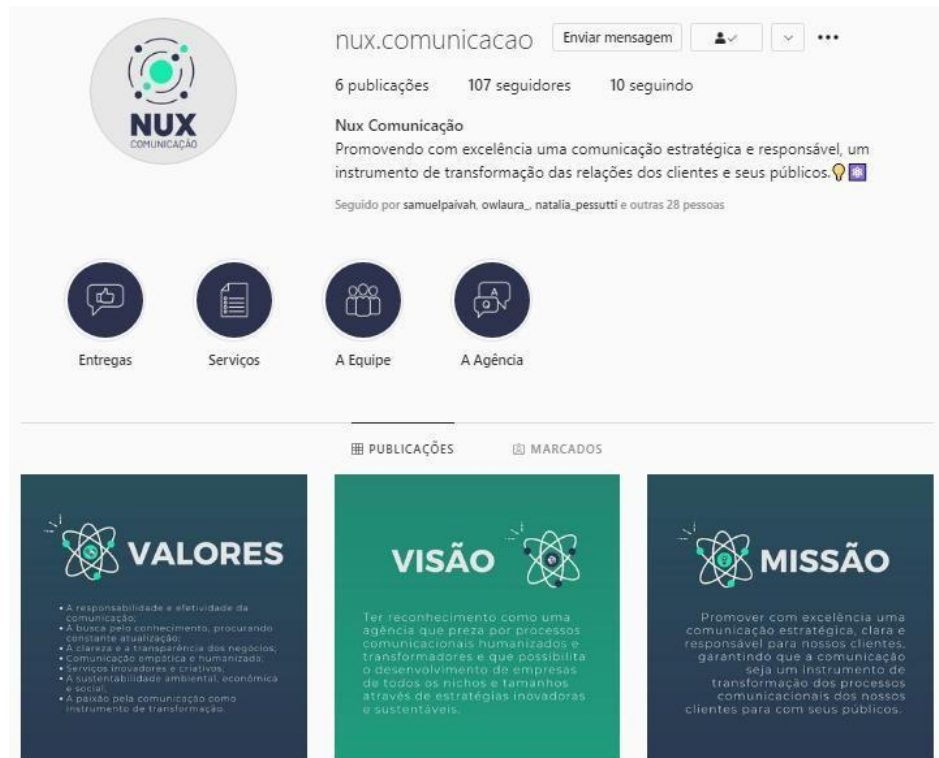 NUX
COMUNICAÇÃO
nux.comunicacao Enviar mensagem
6 publicações 107 seguidores 10 seguindo
Nux Comunicação
Promovendo com excelência uma comunicação estratégica e responsável, um
instrumento de transformação das relações dos clientes e seus públicos.💡⚛️
Seguido por samuelpaivah, owlaura_, natalia_pessutti e outras 28 pessoas
Entregas Serviços A Equipe A Agência
A
Q
PUBLICAÇÕES MARCADOS
VALORES
• A responsabilidade e efetividade da
comunicação;
• A busca pelo conhecimento, procurando
constante atualização;
• A clareza e a transparência dos negócios;
• Comunicação empática e humanizada;
• Serviços inovadores e criativos;
• A sustentabilidade ambiental, econômica
e social;
• A paixão pela comunicação como
instrumento de transformação.
VISÃO
Ter reconhecimento como uma
agência que preza por processos
comunicacionais humanizados e
transformadores e que possibilita
o desenvolvimento de empresas
de todos os nichos e tamanhos
através de estratégias inovadoras
e sustentáveis.
MISSÃO
Promover com excelência uma
comunicação estratégica, clara e
responsável para nossos clientes,
garantindo que a comunicação
seja um instrumento de
transformação dos processos
comunicacionais dos nossos
clientes para com seus públicos.